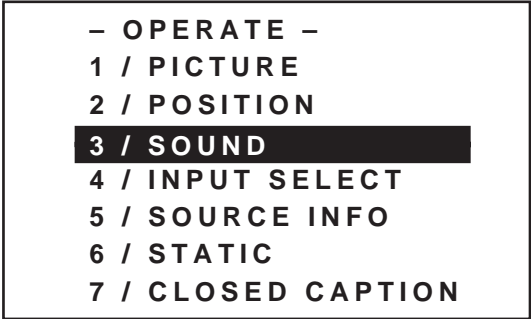 – OPERATE –
1 / PICTURE
2 / POSITION
3 / SOUND
4 / INPUT SELECT
5 / SOURCE INFO
6 / STATIC
7 / CLOSED CAPTION